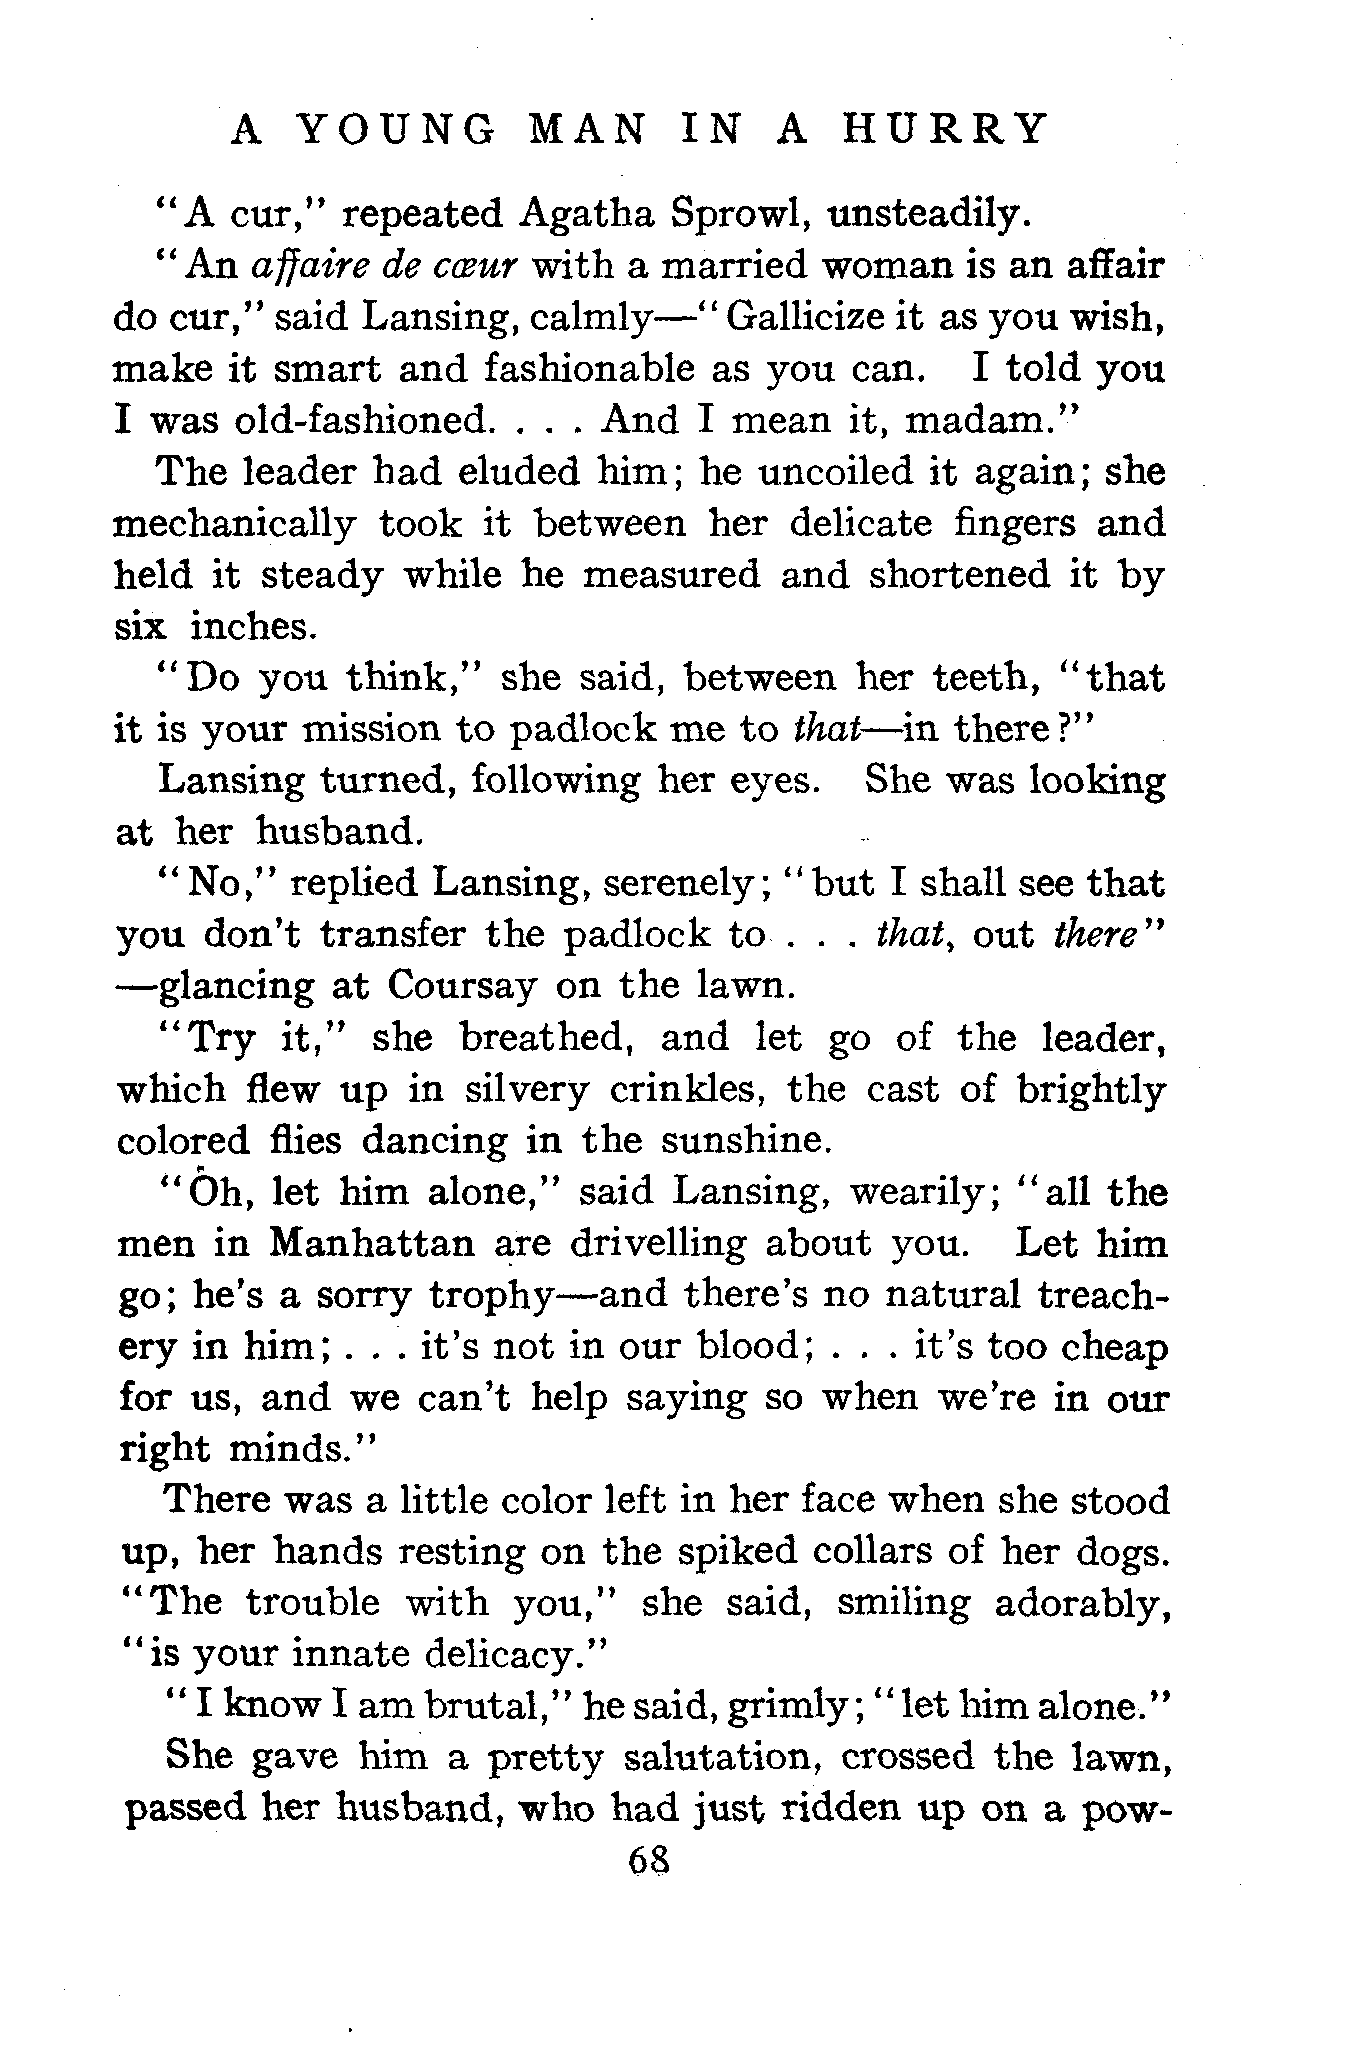 A YOUNG MAN IN A HURRY
"A cur," repeated Agatha Sprowl, unsteadily.
"An affaire de cœur with a married woman is an affair
do cur," said Lansing, calmly—"Gallicize it as you wish,
make it smart and fashionable as you can. I told you
I was old-fashioned. . . . And I mean it, madam."
The leader had eluded him; he uncoiled it again; she
mechanically took it between her delicate fingers and
held it steady while he measured and shortened it by
six inches.
"Do you think," she said, between her teeth, "that
it is your mission to padlock me to that—in there?"
Lansing turned, following her eyes. She was looking
at her husband.
"No," replied Lansing, serenely; "but I shall see that
you don't transfer the padlock to . . . that, out there"
—glancing at Coursay on the lawn.
"Try it," she breathed, and let go of the leader,
which flew up in silvery crinkles, the cast of brightly
colored flies dancing in the sunshine.
"Oh, let him alone," said Lansing, wearily; "all the
men in Manhattan are drivelling about you. Let him
go; he's a sorry trophy—and there's no natural treach-
ery in him; . . . it's not in our blood; . . . it's too cheap
for us, and we can't help saying so when we're in our
right minds."
There was a little color left in her face when she stood
up, her hands resting on the spiked collars of her dogs.
"The trouble with you," she said, smiling adorably,
"is your innate delicacy."
"I know I am brutal," he said, grimly; "let him alone."
She gave him a pretty salutation, crossed the lawn,
passed her husband, who had just ridden up on a pow-
68